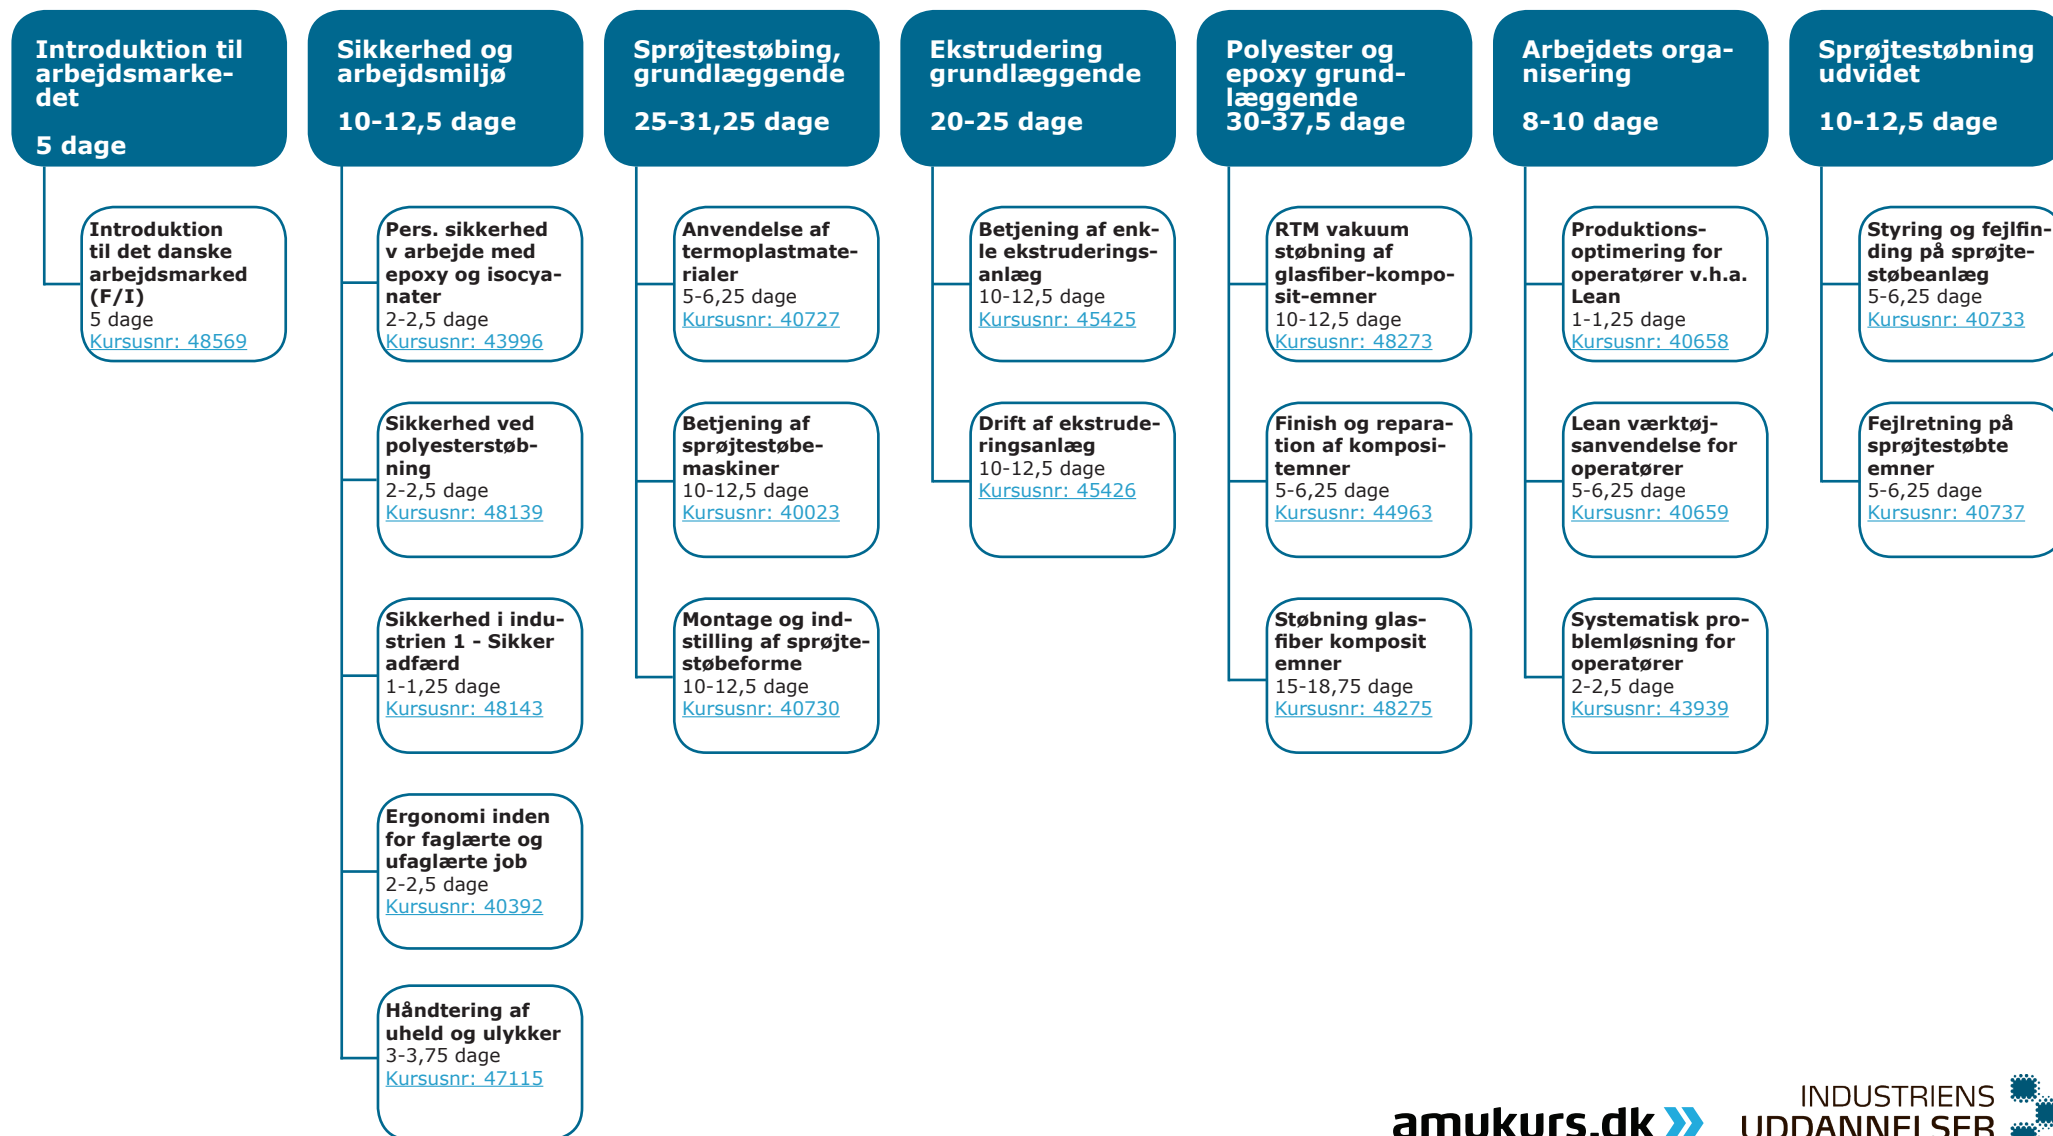 Introduktion til
arbejdsmarke-
det
5 dage
Introduktion
til det danske
arbejdsmarked
(F/I)
5 dage
Kursusnr: 48569
Sikkerhed og
arbejdsmiljø
10-12,5 dage
Pers. sikkerhed
v arbejde med
epoxy og isocya-
nater
2-2,5 dage
Kursusnr: 43996
Sikkerhed ved
polyesterstøb-
ning
2-2,5 dage
Kursusnr: 48139
Sikkerhed i indu-
strien 1 - Sikker
adfærd
1-1,25 dage
Kursusnr: 48143
Ergonomi inden
for faglærte og
ufaglærte job
2-2,5 dage
Kursusnr: 40392
Håndtering af
uheld og ulykker
3-3,75 dage
Kursusnr: 47115
Sprøjtestøbing,
grundlæggende
25-31,25 dage
Anvendelse af
termoplastmate-
rialer
5-6,25 dage
Kursusnr: 40727
Betjening af
sprøjtestøbe-
maskiner
10-12,5 dage
Kursusnr: 40023
Montage og ind-
stilling af sprøjte-
støbeforme
10-12,5 dage
Kursusnr: 40730
Ekstrudering
grundlæggende
20-25 dage
Betjening af enk-
le ekstruderings-
anlæg
10-12,5 dage
Kursusnr: 45425
Drift af ekstrude-
ringsanlæg
10-12,5 dage
Kursusnr: 45426
Polyester og
epoxy grund-
læggende
30-37,5 dage
RTM vakuum
støbning af
glasfiber-kompo-
sit-emner
10-12,5 dage
Kursusnr: 48273
Finish og repara-
tion af komposi-
temner
5-6,25 dage
Kursusnr: 44963
Støbning glas-
fiber komposit
emner
15-18,75 dage
Kursusnr: 48275
Arbejdets orga-
nisering
8-10 dage
Produktions-
optimering for
operatører v.h.a.
Lean
1-1,25 dage
Kursusnr: 40658
Lean værktøj-
sanvendelse for
operatører
5-6,25 dage
Kursusnr: 40659
Systematisk pro-
blemløsning for
operatører
2-2,5 dage
Kursusnr: 43939
Sprøjtestøbning
udvidet
10-12,5 dage
Styring og fejlfin-
ding på sprøjte-
støbeanlæg
5-6,25 dage
Kursusnr: 40733
Fejlretning på
sprøjtestøbte
emner
5-6,25 dage
Kursusnr: 40737
amukurs.dk
INDUSTRIENS
UDDANNELSER